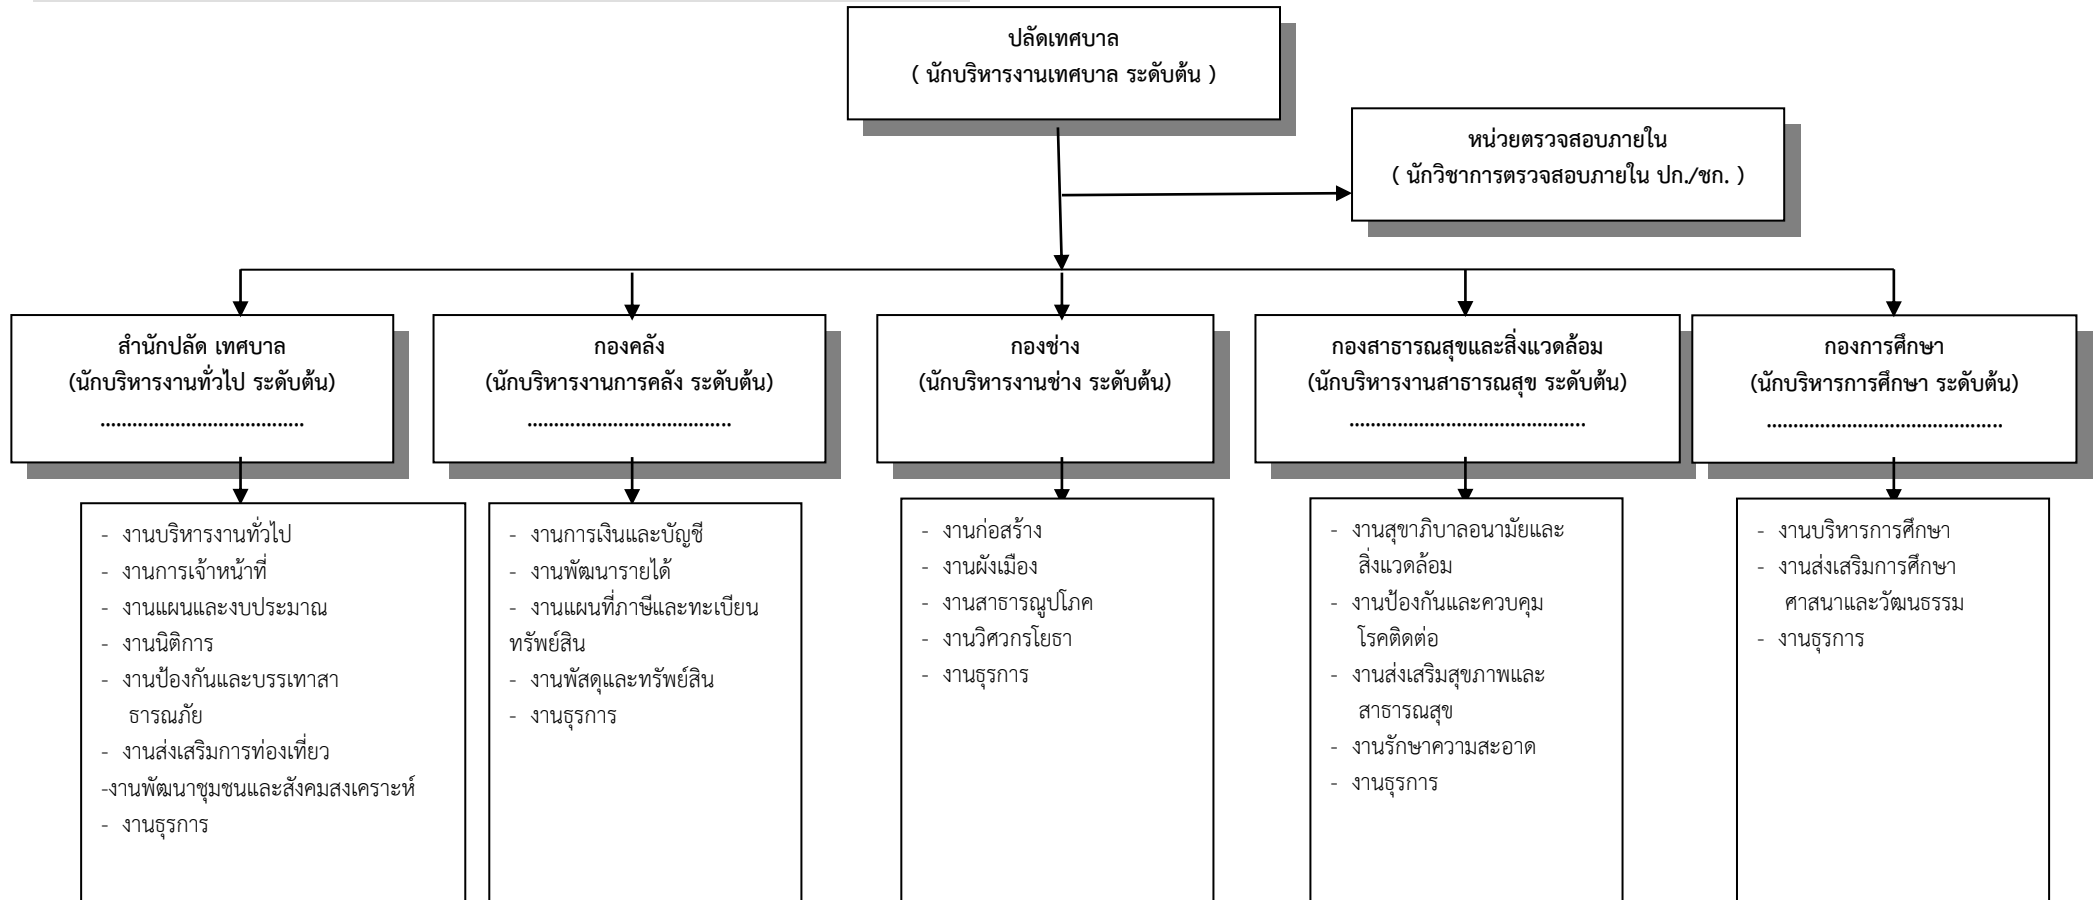 ปลัดเทศบาล
( นักบริหารงานเทศบาล ระดับต้น )
หน่วยตรวจสอบภายใน
( นักวิชาการตรวจสอบภายใน ปก./ชก. )
สำนักปลัด เทศบาล
(นักบริหารงานทั่วไป ระดับต้น)
......................................
กองคลัง
(นักบริหารงานการคลัง ระดับต้น)
......................................
กองช่าง
(นักบริหารงานช่าง ระดับต้น)
กองสาธารณสุขและสิ่งแวดล้อม
(นักบริหารงานสาธารณสุข ระดับต้น)
............................................
กองการศึกษา
(นักบริหารการศึกษา ระดับต้น)
............................................
- งานบริหารงานทั่วไป
- งานการเจ้าหน้าที่
- งานแผนและงบประมาณ
- งานนิติการ
- งานป้องกันและบรรเทาสา
ธารณภัย
- งานส่งเสริมการท่องเที่ยว
-งานพัฒนาชุมชนและสังคมสงเคราะห์
- งานธุรการ
- งานการเงินและบัญชี
- งานพัฒนารายได้
- งานแผนที่ภาษีและทะเบียน
ทรัพย์สิน
- งานพัสดุและทรัพย์สิน
- งานธุรการ
- งานก่อสร้าง
- งานผังเมือง
- งานสาธารณูปโภค
- งานวิศวกรโยธา
- งานธุรการ
- งานสุขาภิบาลอนามัยและ
สิ่งแวดล้อม
- งานป้องกันและควบคุม
โรคติดต่อ
- งานส่งเสริมสุขภาพและ
สาธารณสุข
- งานรักษาความสะอาด
- งานธุรการ
- งานบริหารการศึกษา
- งานส่งเสริมการศึกษา
ศาสนาและวัฒนธรรม
- งานธุรการ